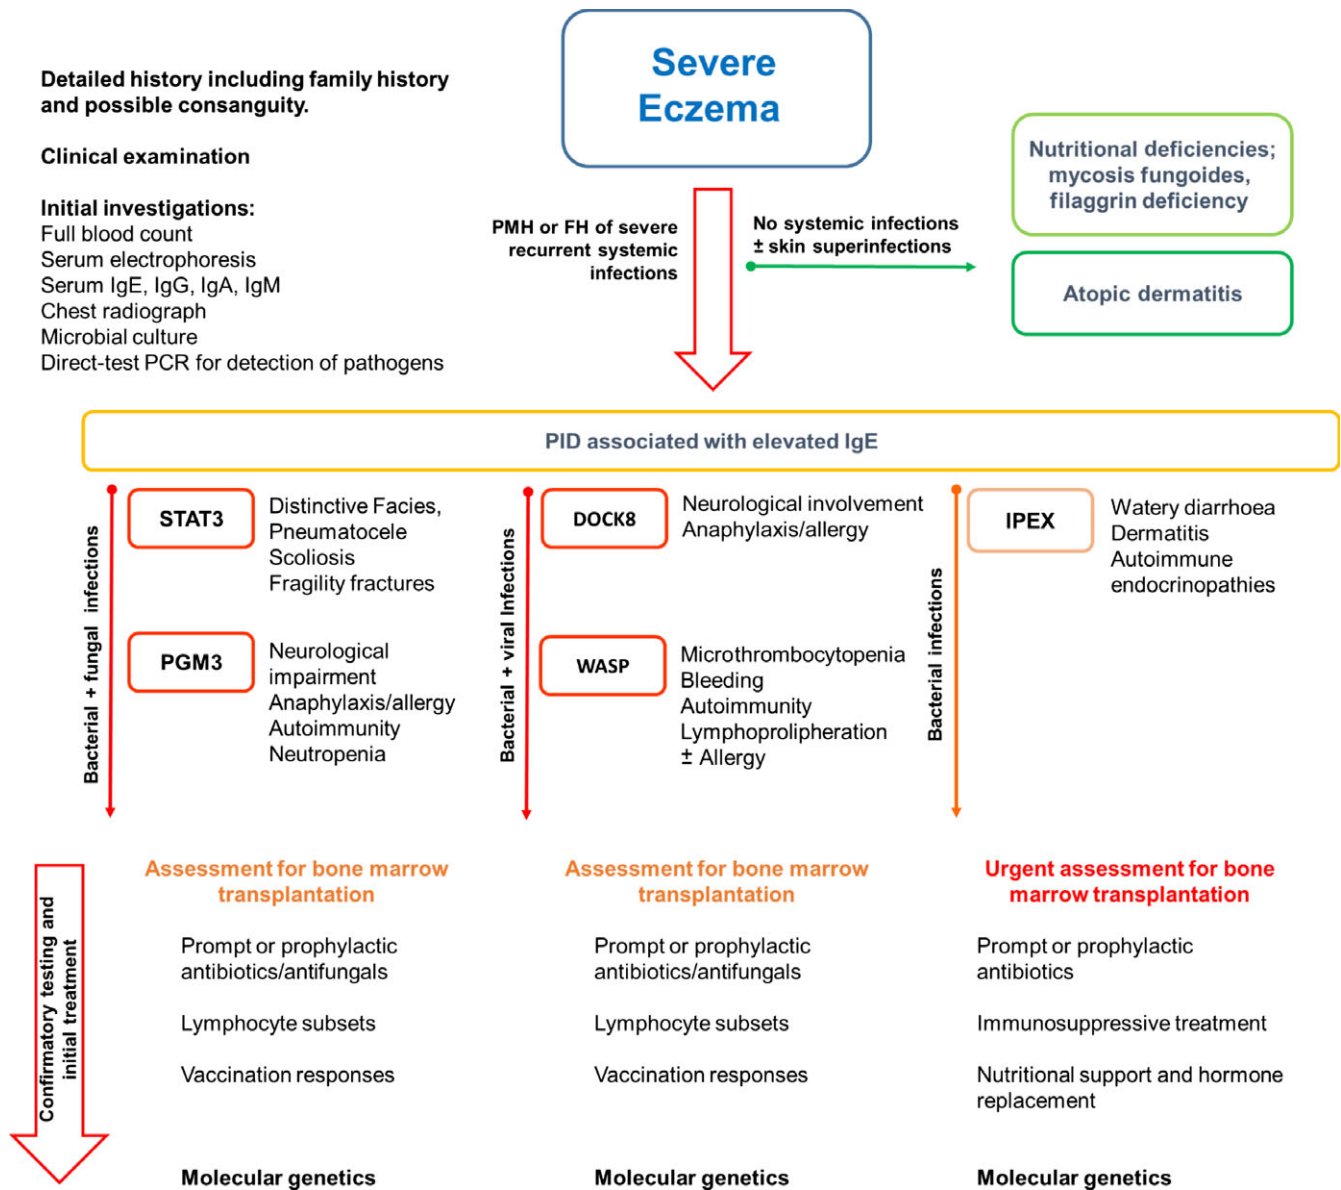 Severe
Eczema
Detailed history including family history
and possible consanguity.
Clinical examination
Initial investigations:
Full blood count
Serum electrophoresis
Serum IgE, IgG, IgA, IgM
Chest radiograph
Microbial culture
Direct-test PCR for detection of pathogens
PMH or FH of severe
recurrent systemic
infections
No systemic infections
± skin superinfections
Nutritional deficiencies;
mycosis fungoides,
filaggrin deficiency
Atopic dermatitis
PID associated with elevated IgE
Bacterial + fungal infections
STAT3
Distinctive Facies,
Pneumatocele
Scoliosis
Fragility fractures
PGM3
Neurological
impairment
Anaphylaxis/allergy
Autoimmunity
Neutropenia
Bacterial + viral Infections
DOCK8
Neurological involvement
Anaphylaxis/allergy
WASP
Microthrombocytopenia
Bleeding
Autoimmunity
Lymphoprolipheration
± Allergy
Bacterial infections
IPEX
Watery diarrhoea
Dermatitis
Autoimmune
endocrinopathies
Confirmatory testing and
initial treatment
Assessment for bone marrow
transplantation
Prompt or prophylactic
antibiotics/antifungals
Lymphocyte subsets
Vaccination responses
Molecular genetics
Assessment for bone marrow
transplantation
Prompt or prophylactic
antibiotics/antifungals
Lymphocyte subsets
Vaccination responses
Molecular genetics
Urgent assessment for bone
marrow transplantation
Prompt or prophylactic
antibiotics
Immunosuppressive treatment
Nutritional support and hormone
replacement
Molecular genetics